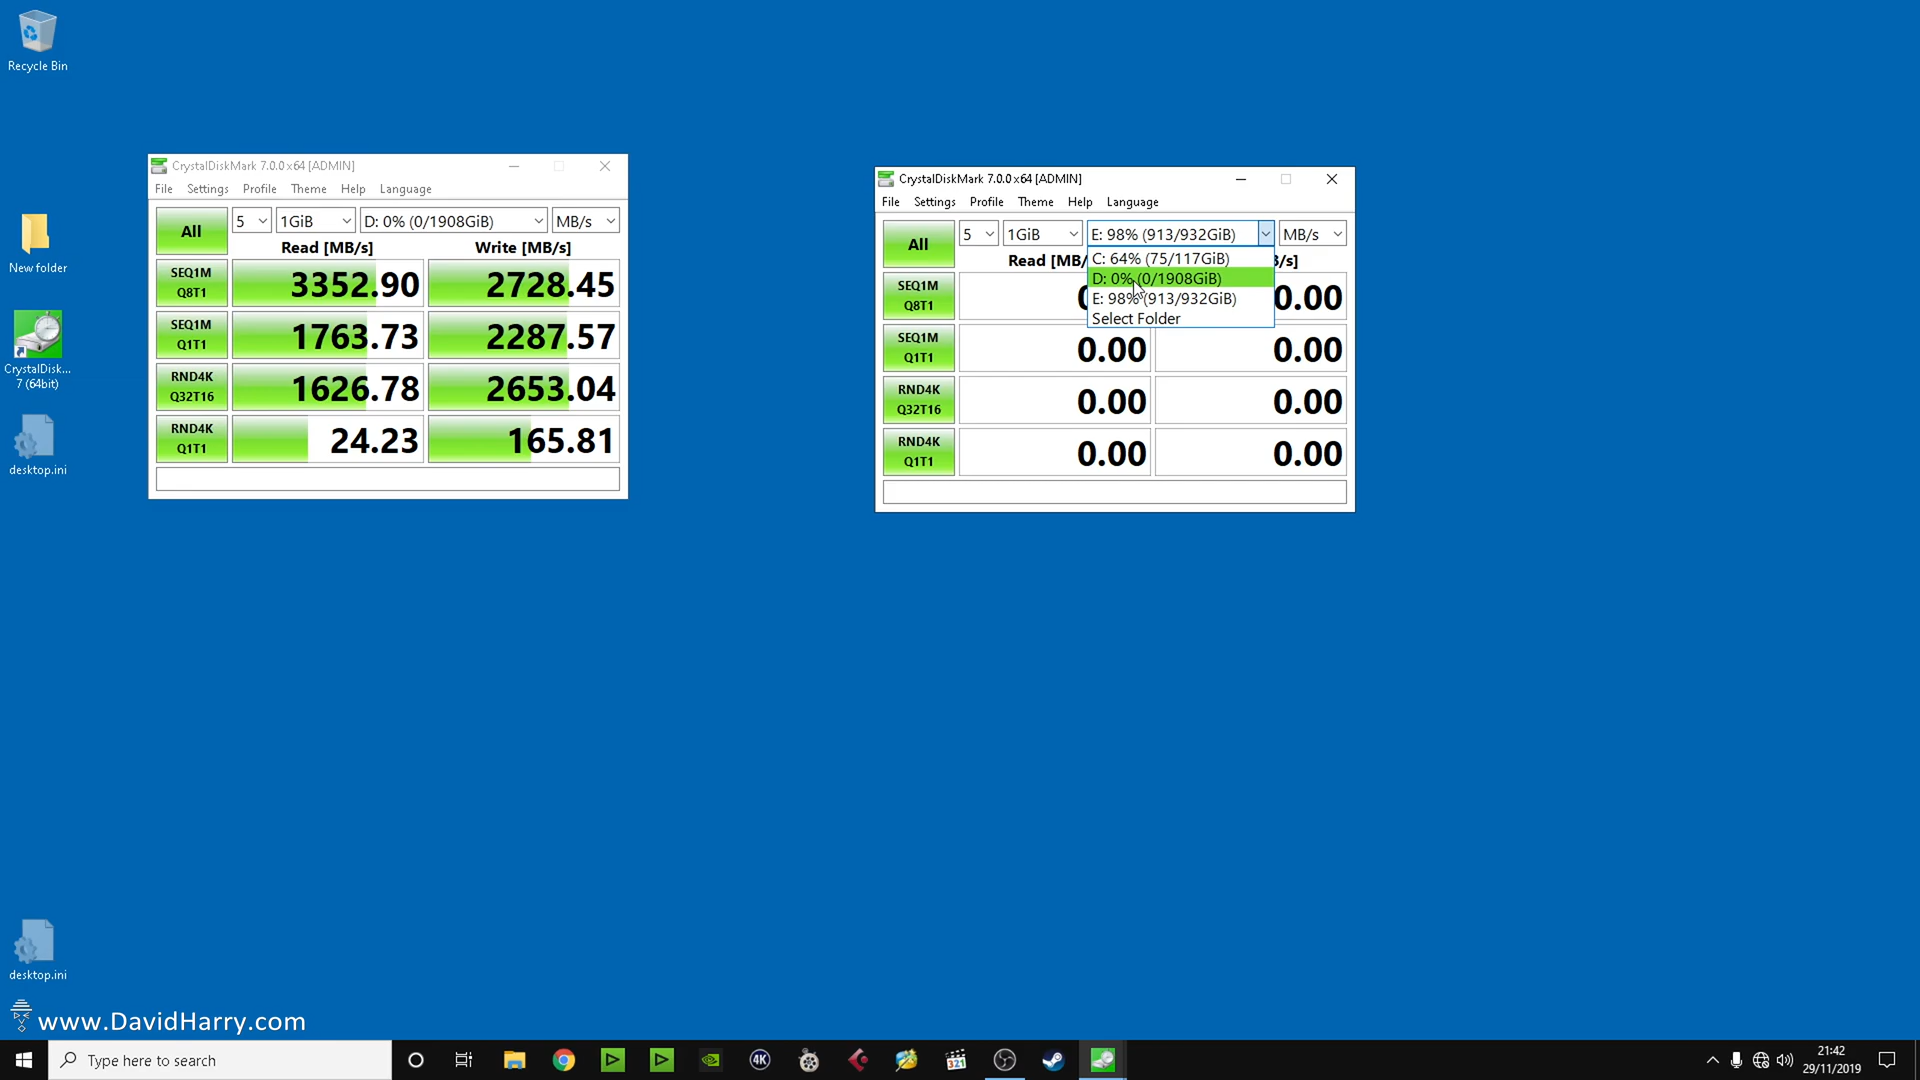 Recycle Bin
New folder
CrystalDisk...
7 (64bit)
desktop.ini
desktop.ini
www.DavidHarry.com
CrystalDiskMark 7.0.0 x64 [ADMIN]
File Settings Profile Theme Help Language
All 5 1GiB D: 0% (0/1908GiB) MB/s
Read [MB/s] Write [MB/s]
SEQ1M
Q8T1 3352.90 2728.45
SEQ1M
Q1T1 1763.73 2287.57
RND4K
Q32T16 1626.78 2653.04
RND4K
Q1T1 24.23 165.81
CrystalDiskMark 7.0.0 x64 [ADMIN]
File Settings Profile Theme Help Language
All 5 1GiB E: 98% (913/932GiB) MB/s
C: 64% (75/117GiB)
D: 0% (0/1908GiB)
E: 98% (913/932GiB)
Select Folder
Read [MB/ /s]
SEQ1M
Q8T1 0.00
SEQ1M
Q1T1 0.00 0.00
RND4K
Q32T16 0.00 0.00
RND4K
Q1T1 0.00 0.00
Type here to search
4K
321
21:42
29/11/2019